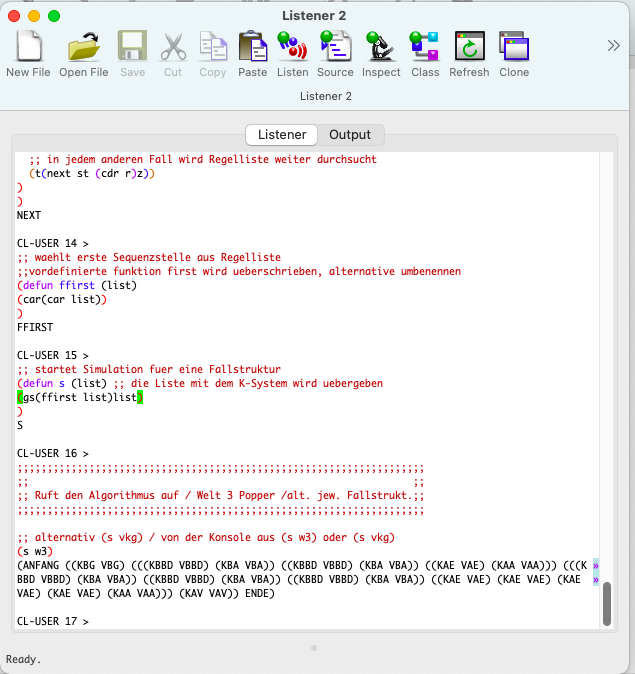 Listener 2
New File Open File Save Cut Copy Paste Listen Source Inspect Class Refresh Clone
Listener 2
Listener Output
;; in jedem anderen Fall wird Regelliste weiter durchsucht
(t(next st (cdr r)z))
)
)
NEXT
CL-USER 14 >
;; waehlt erste Sequenzstelle aus Regelliste
;;vordefinierte funktion first wird ueberschrieben, alternative umbenennen
(defun ffirst (list)
(car(car list))
)
FFIRST
CL-USER 15 >
;; startet Simulation fuer eine Fallstruktur
(defun s (list) ;; die Liste mit dem K-System wird uebergeben
(gs(ffirst list)list)
)
S
CL-USER 16 >
;;;;;;;;;;;;;;;;;;;;;;;;;;;;;;;;;;;;;;;;;;;;;;;;;;;;;;;;;;;;;;;;;;;;
;; ;;
;; Ruft den Algorithmus auf / Welt 3 Popper /alt. jew. Fallstrukt.;;
;;;;;;;;;;;;;;;;;;;;;;;;;;;;;;;;;;;;;;;;;;;;;;;;;;;;;;;;;;;;;;;;;;;;
;; alternativ (s vkg) / von der Konsole aus (s w3) oder (s vkg)
(s w3)
(ANFANG ((KBG VBG) (((KBBD VBBD) (KBA VBA)) ((KBBD VBBD) (KBA VBA)) ((KAE VAE) (KAA VAA))) (((K
BBD VBBD) (KBA VBA)) ((KBBD VBBD) (KBA VBA)) ((KBBD VBBD) (KBA VBA)) ((KAE VAE) (KAE VAE) (KAE
VAE) (KAE VAE) (KAA VAA))) (KAV VAV)) ENDE)
CL-USER 17 >
Ready.